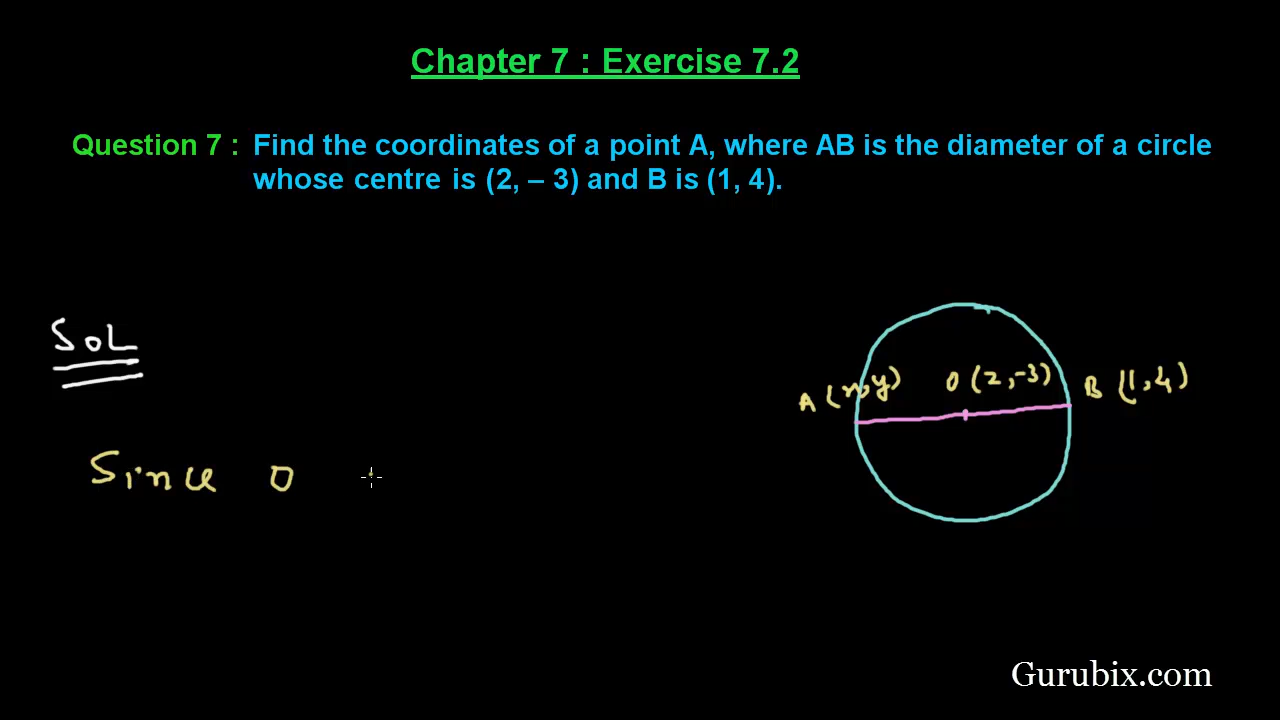 Chapter 7 : Exercise 7.2
Question 7 : Find the coordinates of a point A, where AB is the diameter of a circle
whose centre is (2, – 3) and B is (1, 4).
SOL
A (x,y) O (2,-3) B (1,4)
Since O
Gurubix.com